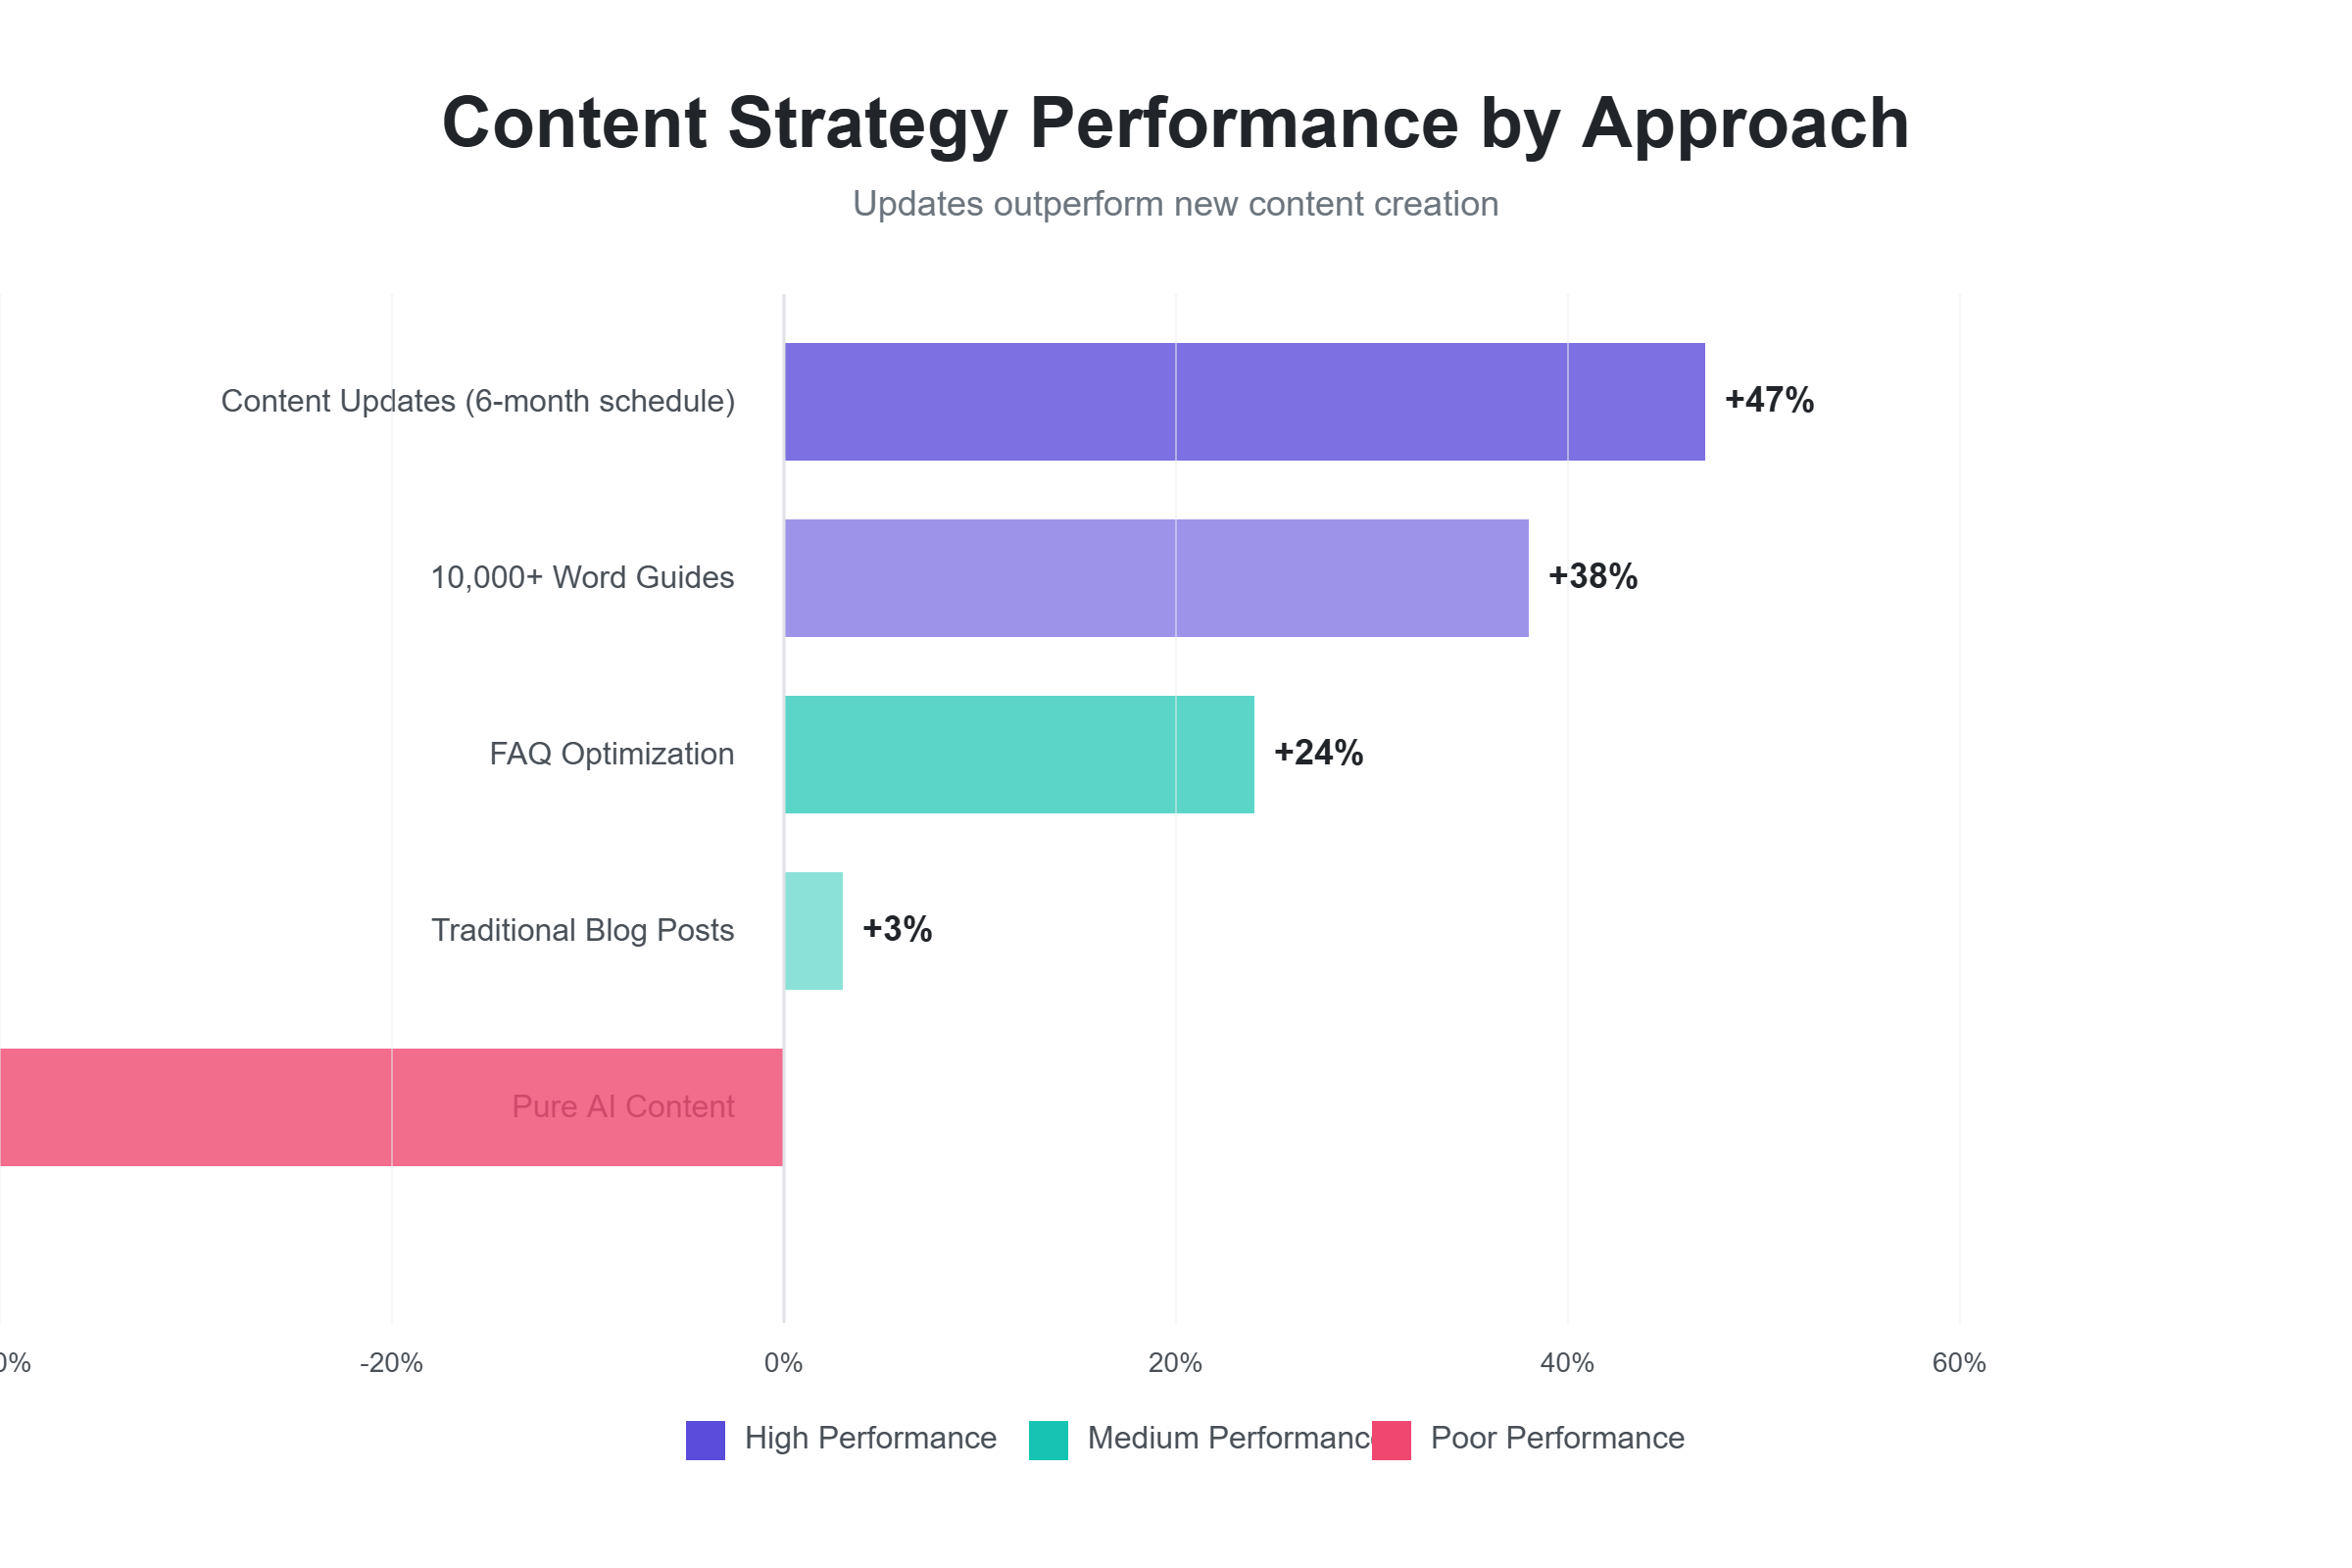 Content Strategy Performance by Approach
Updates outperform new content creation
Content Updates (6-month schedule)
+47%
10,000+ Word Guides
+38%
FAQ Optimization
+24%
Traditional Blog Posts
+3%
Pure AI Content
0%
-20%
0%
20%
40%
60%
High Performance
Medium Performanc
Poor Performance